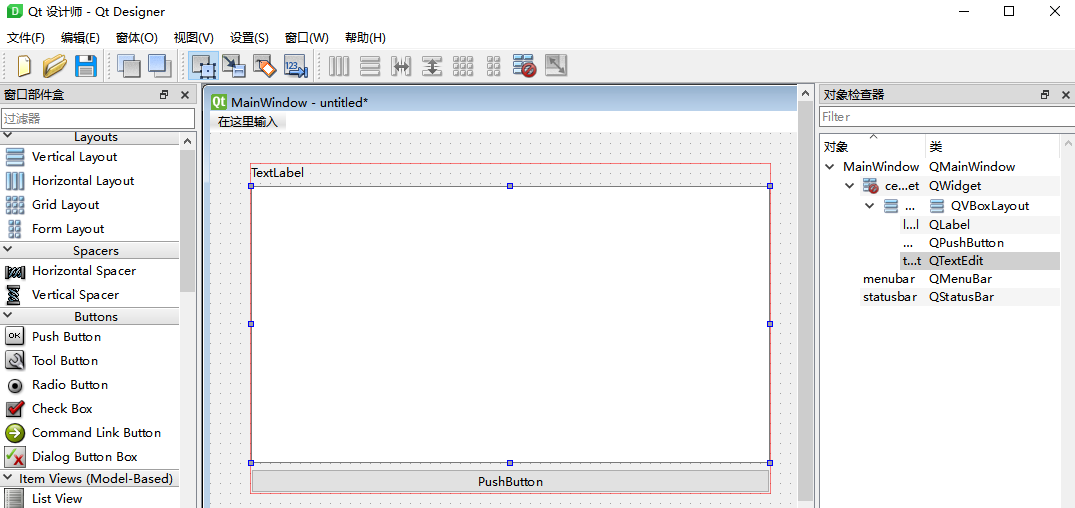 Qt 设计师 - Qt Designer
文件(F) 编辑(E) 窗体(O) 视图(V) 设置(S) 窗口(W) 帮助(H)
窗口部件盒
过滤器
Layouts
Vertical Layout
Horizontal Layout
Grid Layout
Form Layout
Spacers
Horizontal Spacer
Vertical Spacer
Buttons
OK Push Button
Tool Button
Radio Button
Check Box
Command Link Button
Dialog Button Box
Item Views (Model-Based)
List View
Qt MainWindow - untitled*
在这里输入
TextLabel
PushButton
对象检查器
Filter
对象 类
MainWindow QMainWindow
ce...et QWidget
... QVBoxLayout
l...l QLabel
... QPushButton
t...t QTextEdit
menubar QMenuBar
statusbar QStatusBar